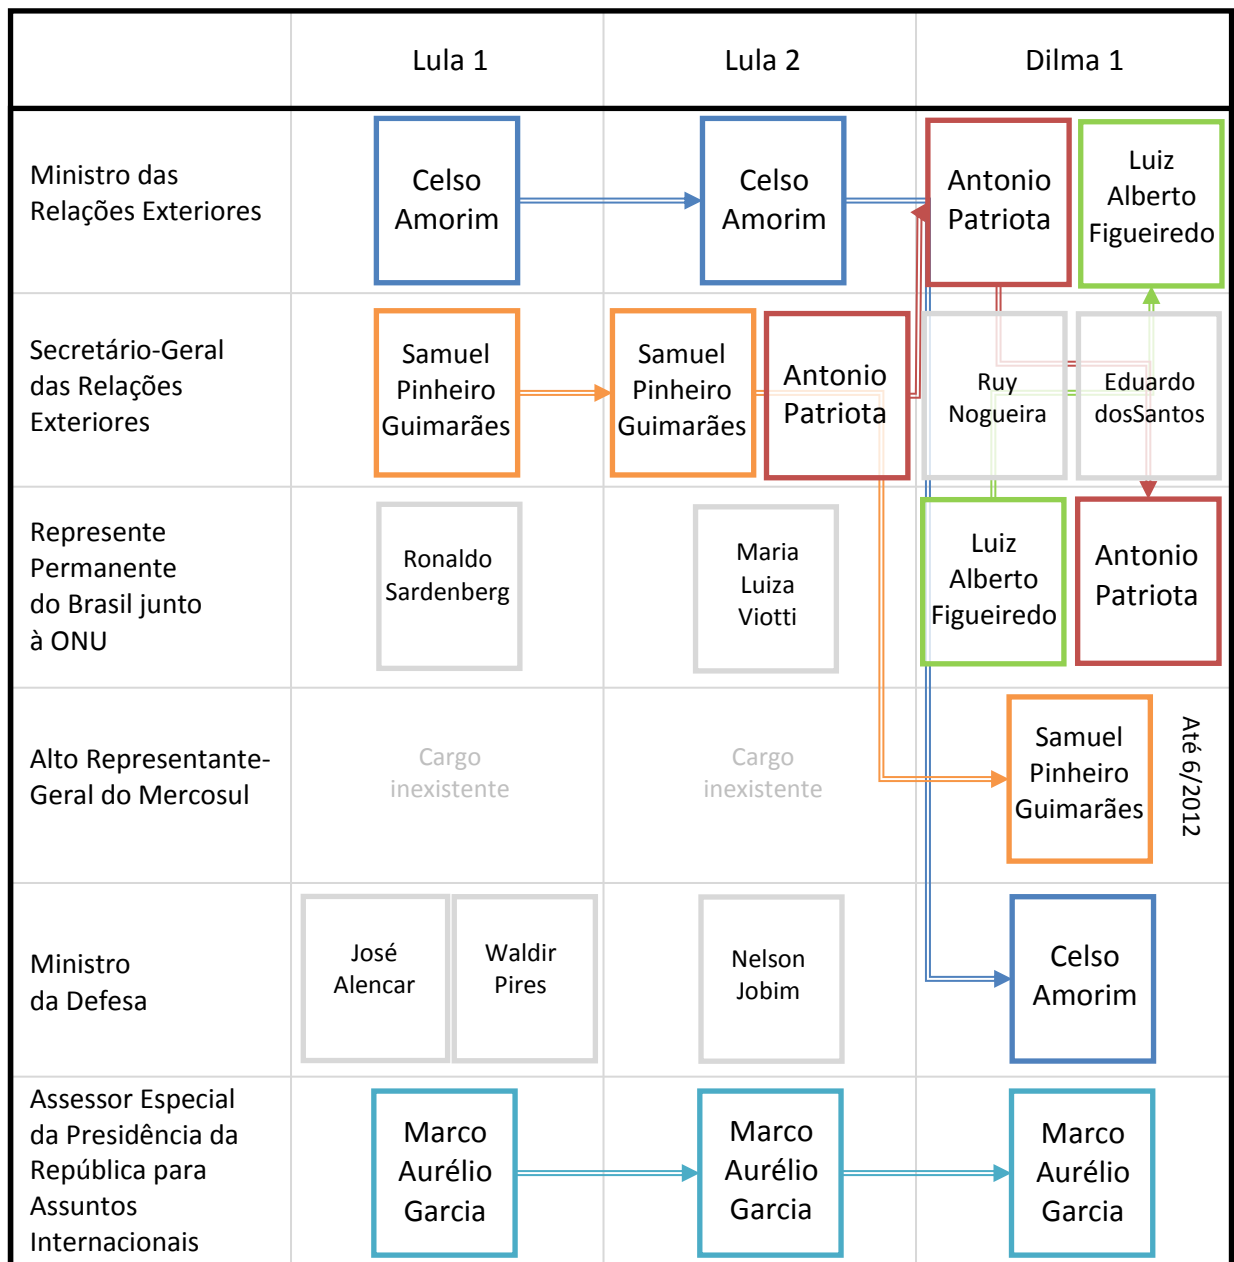 Lula 1
Lula 2
Dilma 1
Ministro das
Relações Exteriores
Celso
Amorim
Celso
Amorim
Antonio
Patriota
Luiz
Alberto
Figueiredo
Secretário-Geral
das Relações
Exteriores
Samuel
Pinheiro
Guimarães
Samuel
Pinheiro
Guimarães
Antonio
Patriota
Ruy
Nogueira
Eduardo
dosSantos
Represente
Permanente
do Brasil junto
à ONU
Ronaldo
Sardenberg
Maria
Luiza
Viotti
Luiz
Alberto
Figueiredo
Antonio
Patriota
Alto Representante-
Geral do Mercosul
Cargo
inexistente
Cargo
inexistente
Samuel
Pinheiro
Guimarães
Até 6/2012
Ministro
da Defesa
José
Alencar
Waldir
Pires
Nelson
Jobim
Celso
Amorim
Assessor Especial
da Presidência da
República para
Assuntos
Internacionais
Marco
Aurélio
Garcia
Marco
Aurélio
Garcia
Marco
Aurélio
Garcia